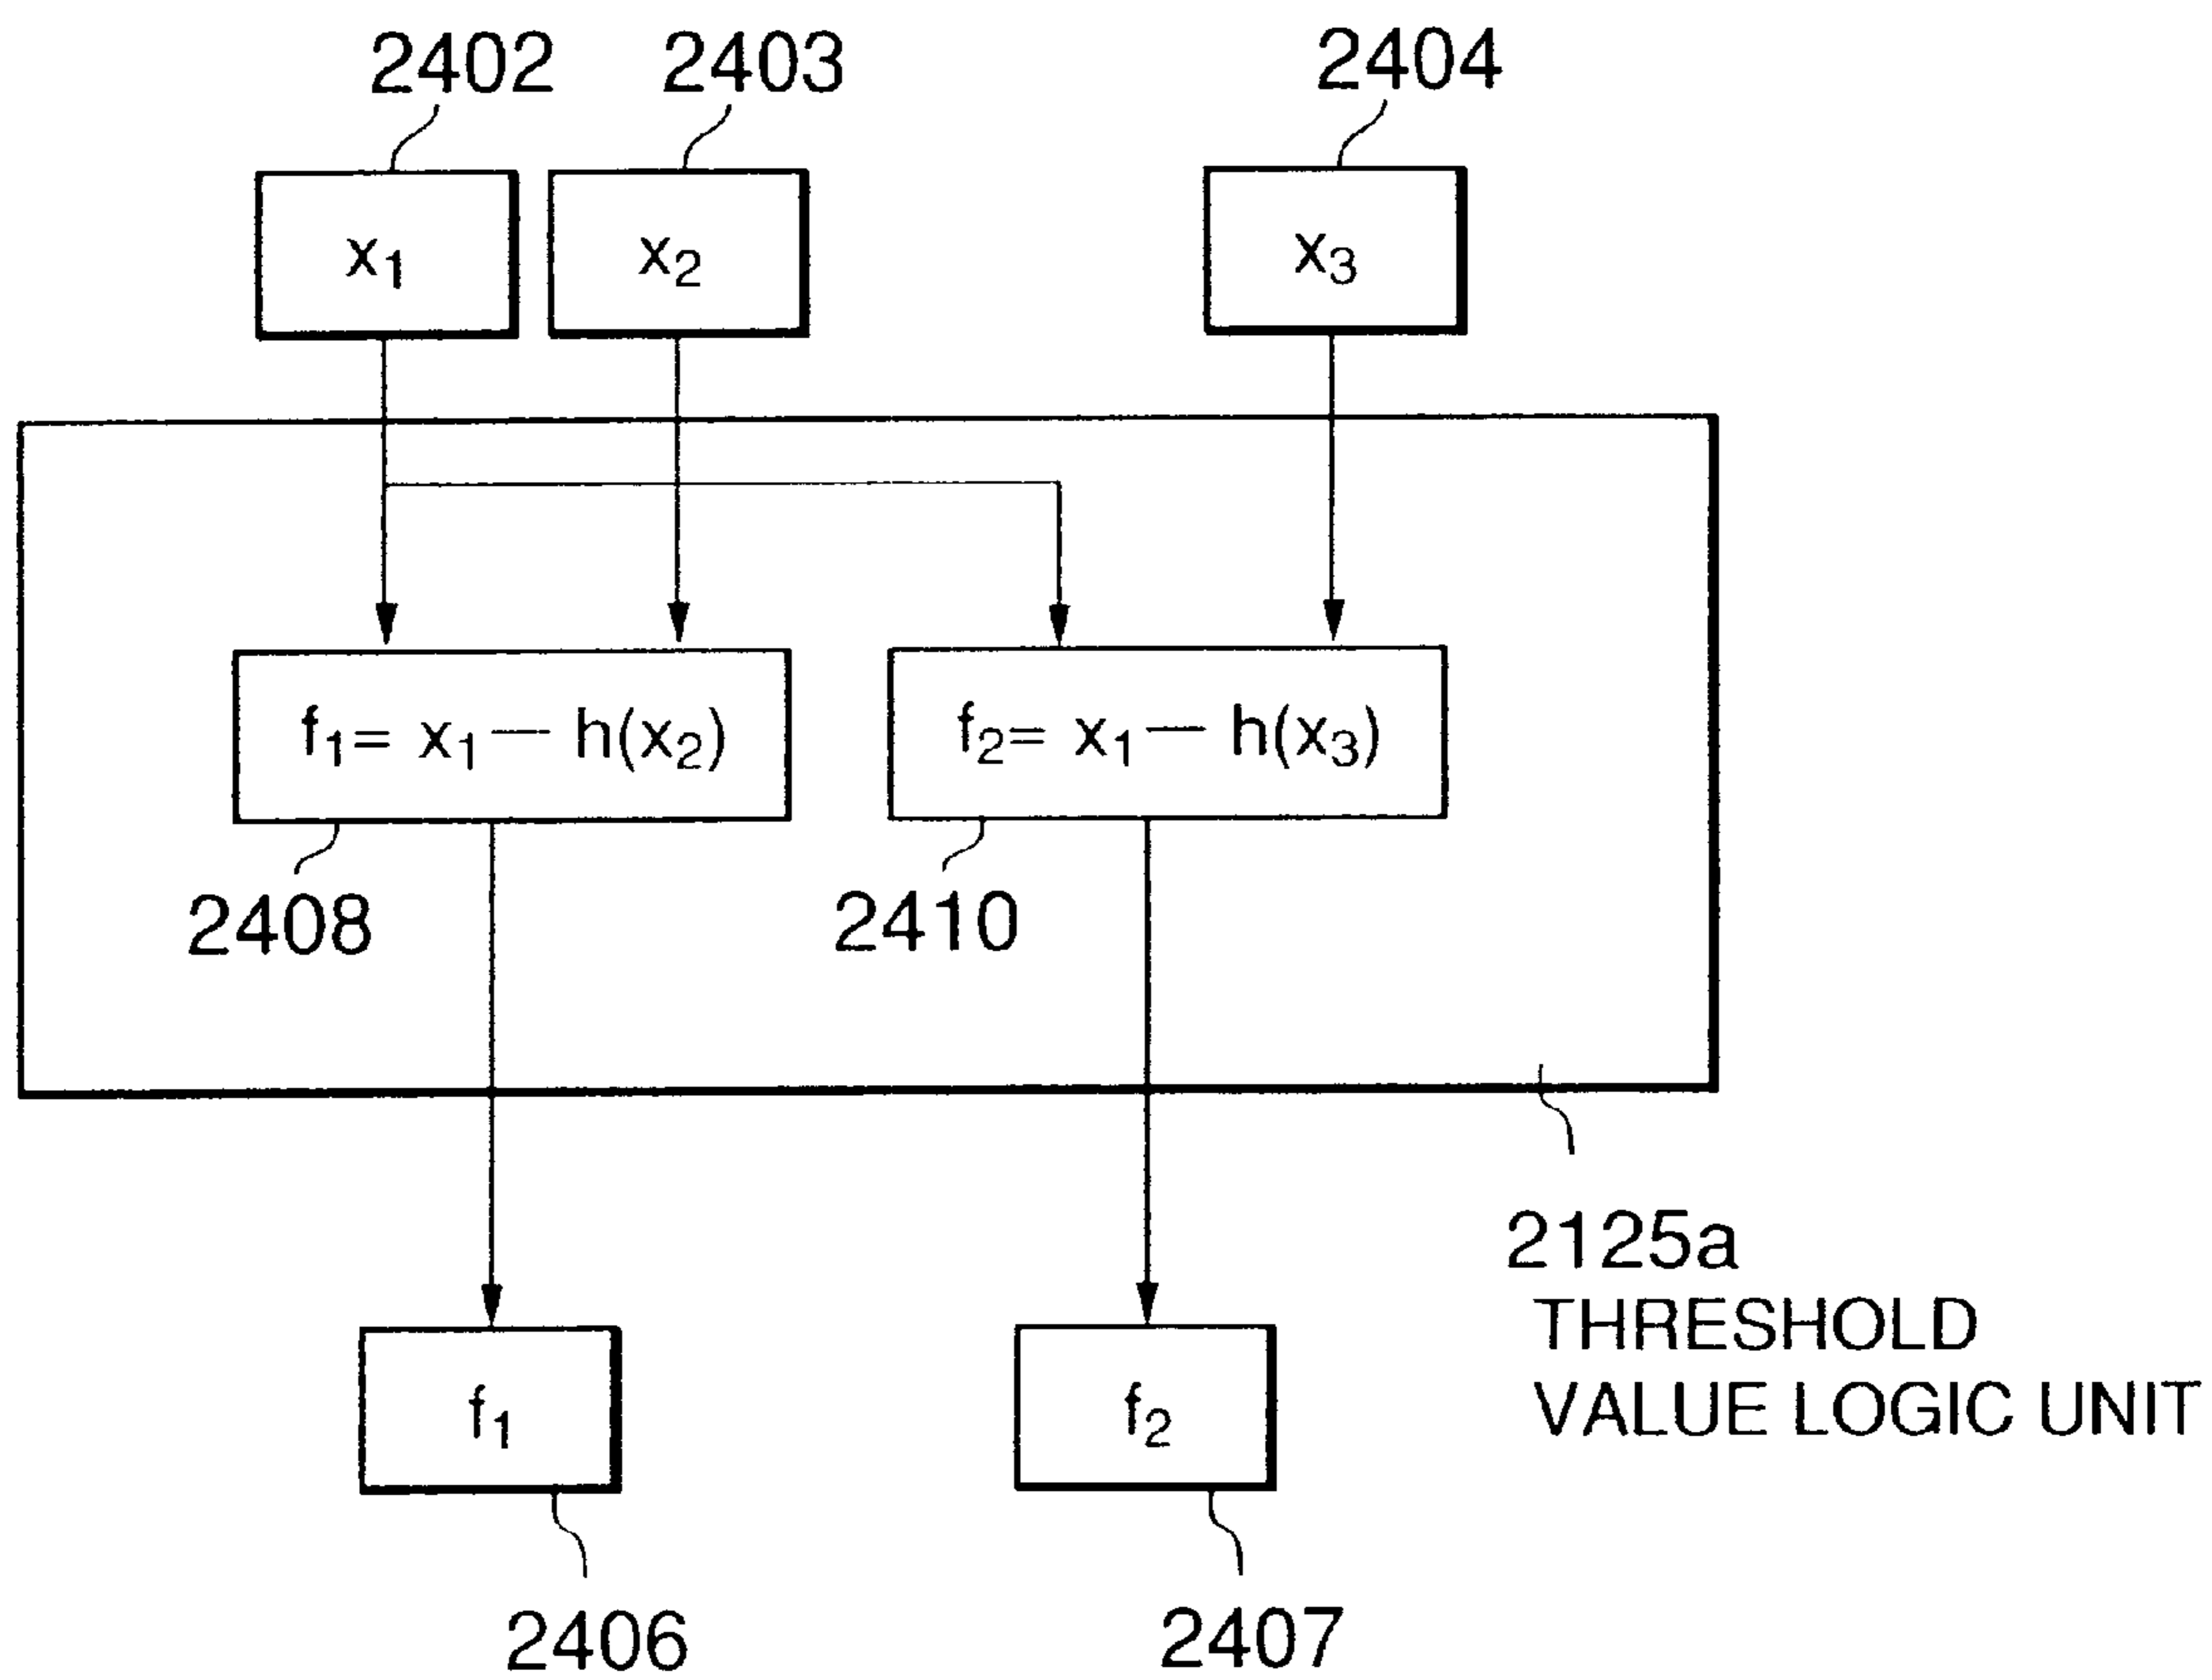 2402 2403 2404
x₁ x₂ x₃
f₁= x₁— h(x₂) f₂= x₁— h(x₃)
2408 2410
2125a
THRESHOLD
VALUE LOGIC UNIT
f₁ f₂
2406 2407